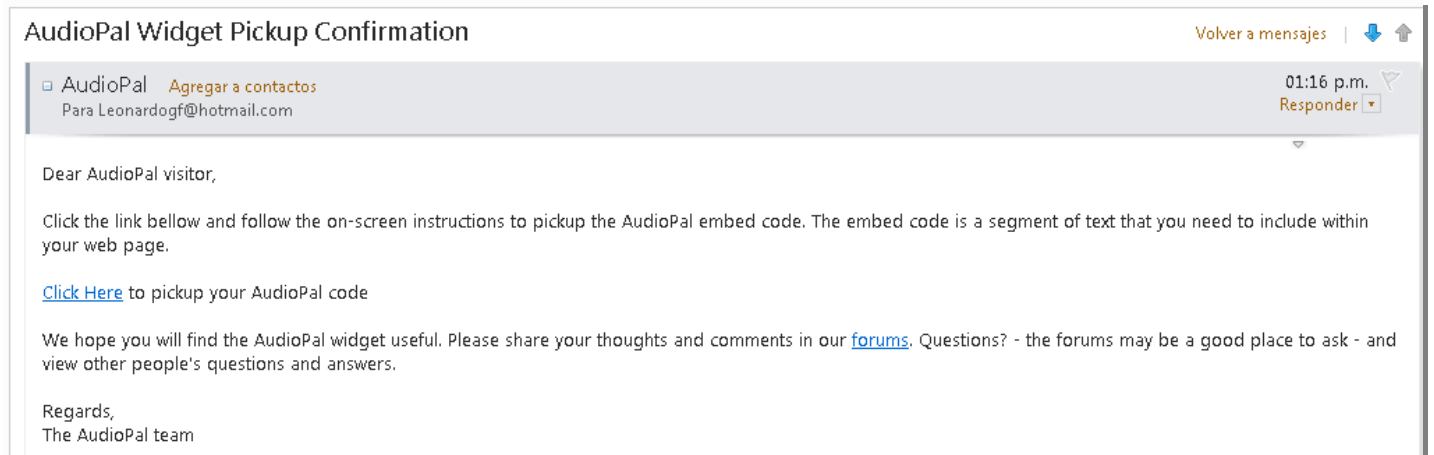 AudioPal Widget Pickup Confirmation
Volver a mensajes |
AudioPal Agregar a contactos
01:16 p.m.
Para Leonardogf@hotmail.com
Responder
Dear AudioPal visitor,
Click the link bellow and follow the on-screen instructions to pickup the AudioPal embed code. The embed code is a segment of text that you need to include within
your web page.
Click Here to pickup your AudioPal code
We hope you will find the AudioPal widget useful. Please share your thoughts and comments in our forums. Questions? - the forums may be a good place to ask - and
view other people's questions and answers.
Regards,
The AudioPal team